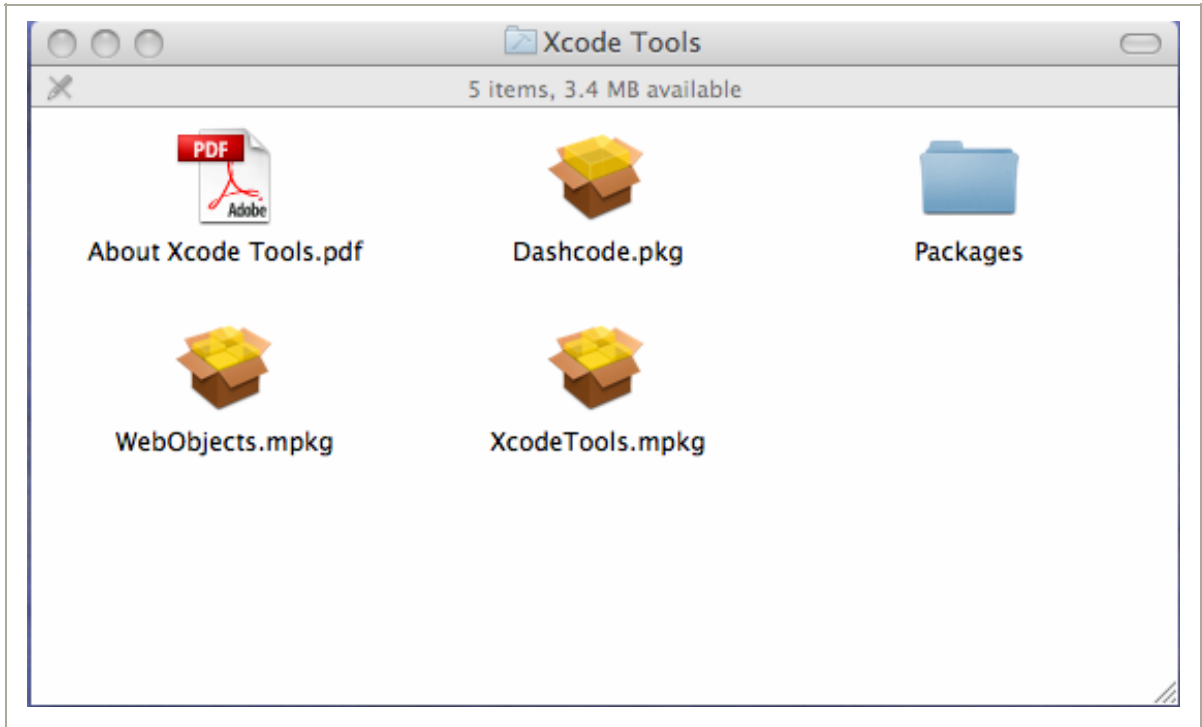 Xcode Tools
5 items, 3.4 MB available
PDF
Adobe
About Xcode Tools.pdf
Dashcode.pkg
Packages
WebObjects.mpkg
XcodeTools.mpkg